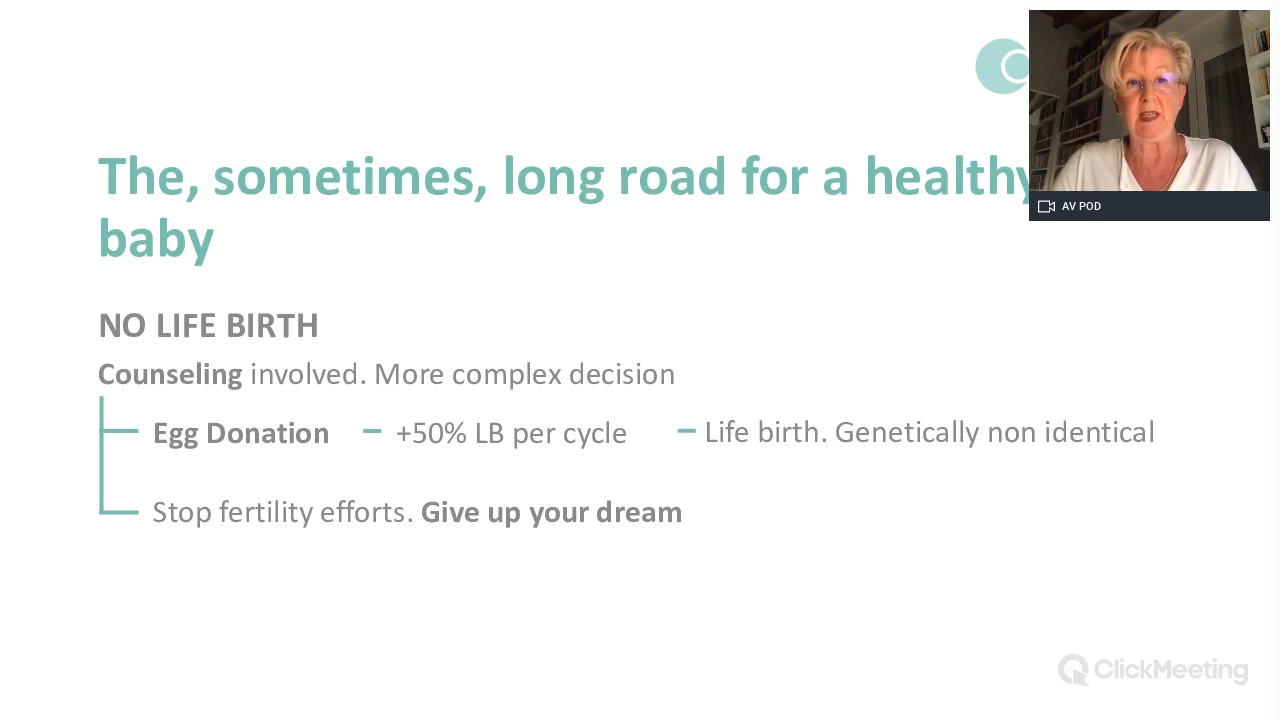 The, sometimes, long road for a healthy
baby
NO LIFE BIRTH
Counseling involved. More complex decision
Egg Donation – +50% LB per cycle – Life birth. Genetically non identical
Stop fertility efforts. Give up your dream
AV POD
ClickMeeting